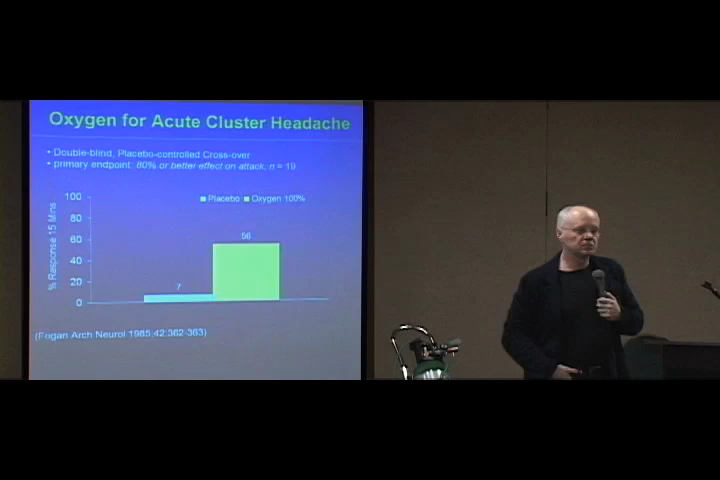 Oxygen for Acute Cluster Headache
• Double-blind, Placebo-controlled Cross-over
• primary endpoint: 80% or better effect on attack, n = 19
Placebo Oxygen 100%
% Response 15 Mins
100
80
60
40
20
0
7
56
(Fogan Arch Neurol 1985;42:362-363)